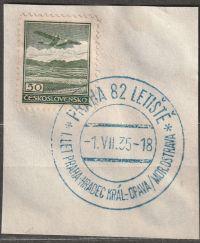 50
ČESKOSLOVENSKO
PRAHA 82 LETIŠTĚ
-1.VII.35-18
* I. LET PRAHA-HRADEC KRÁL.-OPAVA/MOR.OSTRAVA *